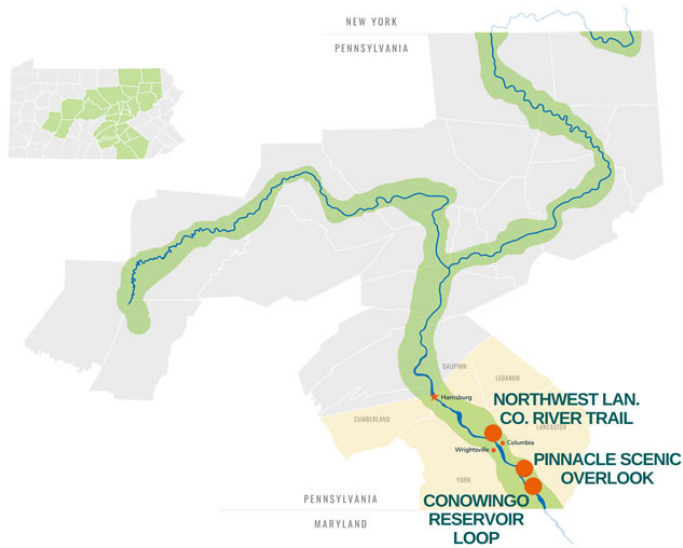 NEW YORK
PENNSYLVANIA
DAUPHIN
LEBANON
Harrisburg
NORTHWEST LAN.
CO. RIVER TRAIL
CUMBERLAND
LANCASTER
Columbia
Wrightsville
PINNACLE SCENIC
OVERLOOK
YORK
CONOWINGO
RESERVOIR
LOOP
PENNSYLVANIA
MARYLAND